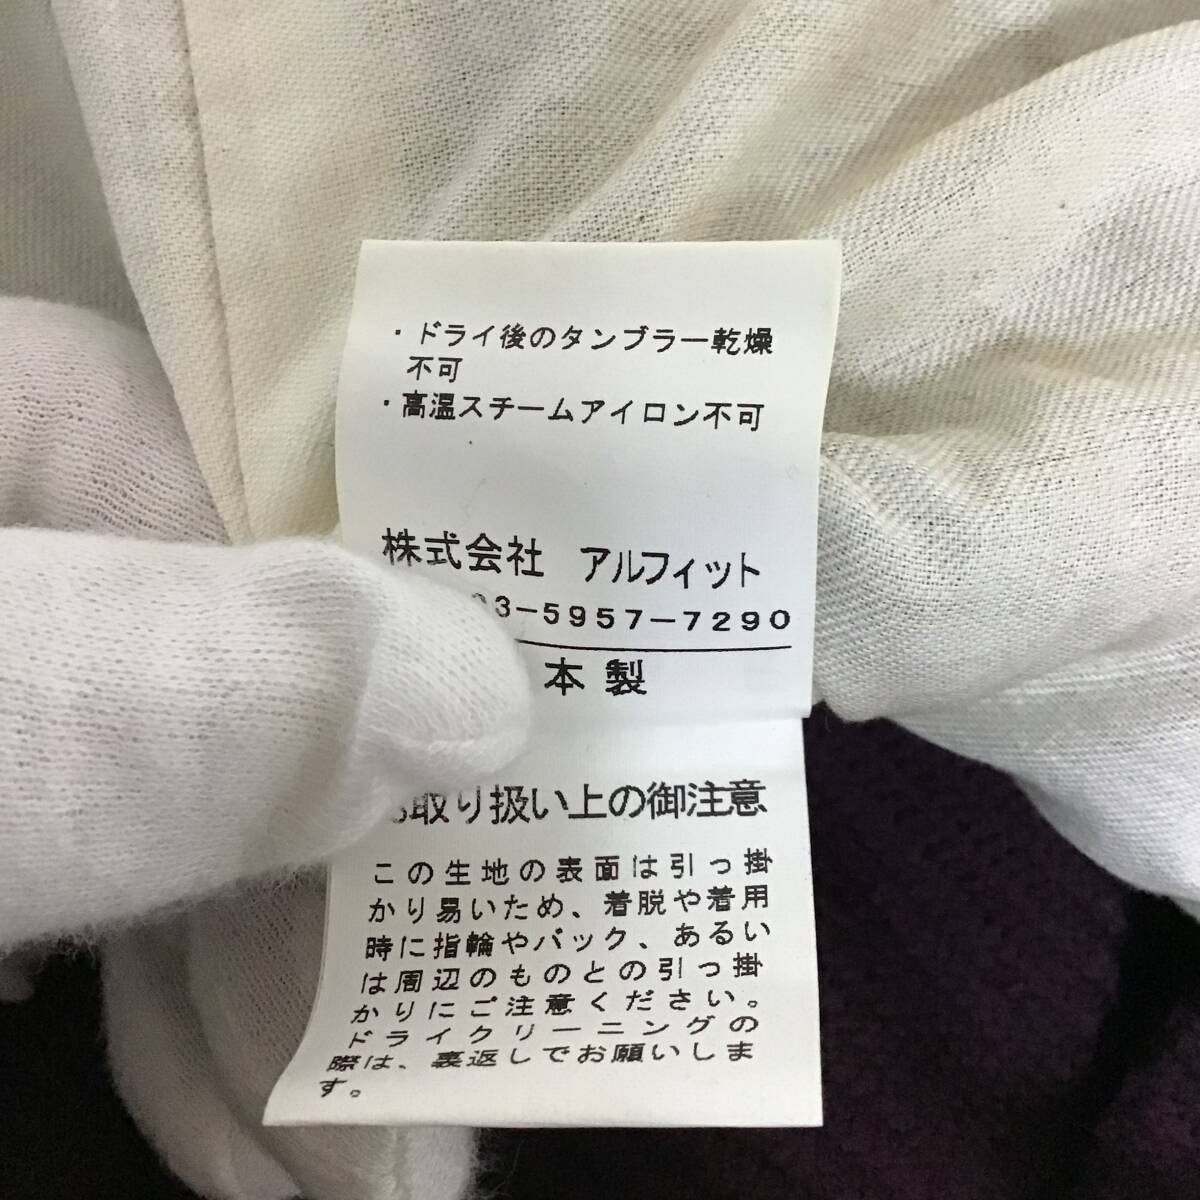 ・ドライ後のタンブラー乾燥
不可
・高温スチームアイロン不可
株式会社 アルフィット
3-5957-7290
本製
取り扱い上の御注意
この生地の表面は引っ掛
かり易いため、着脱や着用
時に指輪やバック、あるい
は周辺のものとの引っ掛
かりにご注意ください。
ドライクリーニングの
際は、裏返しでお願いしま
す。